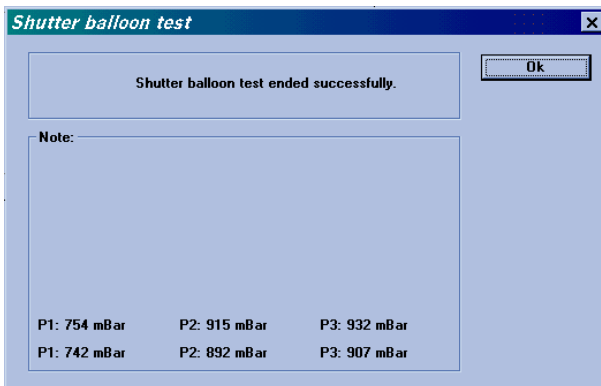 Shutter balloon test
Ok
Shutter balloon test ended successfully.
Note:
P1: 754 mBar P2: 915 mBar P3: 932 mBar
P1: 742 mBar P2: 892 mBar P3: 907 mBar